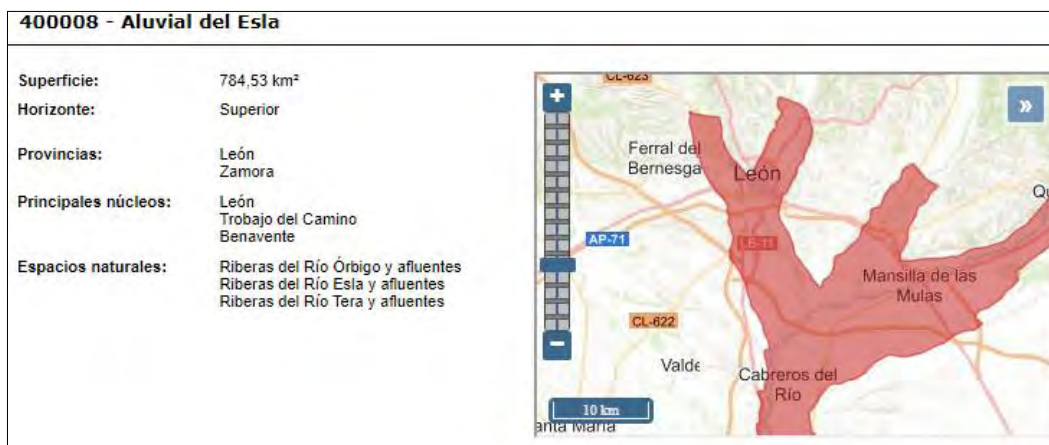 400008 - Aluvial del Esla
Superficie: 784,53 km²
Horizonte: Superior
Provincias: León
Zamora
Principales núcleos: León
Trobajo del Camino
Benavente
Espacios naturales: Riberas del Río Órbigo y afluentes
Riberas del Río Esla y afluentes
Riberas del Río Tera y afluentes
CL-623
+
»
Ferral del
Bernesga
León
AP-71
LE-11
Mansilla de las
Mulas
CL-622
Cabreros del
Río
10 km